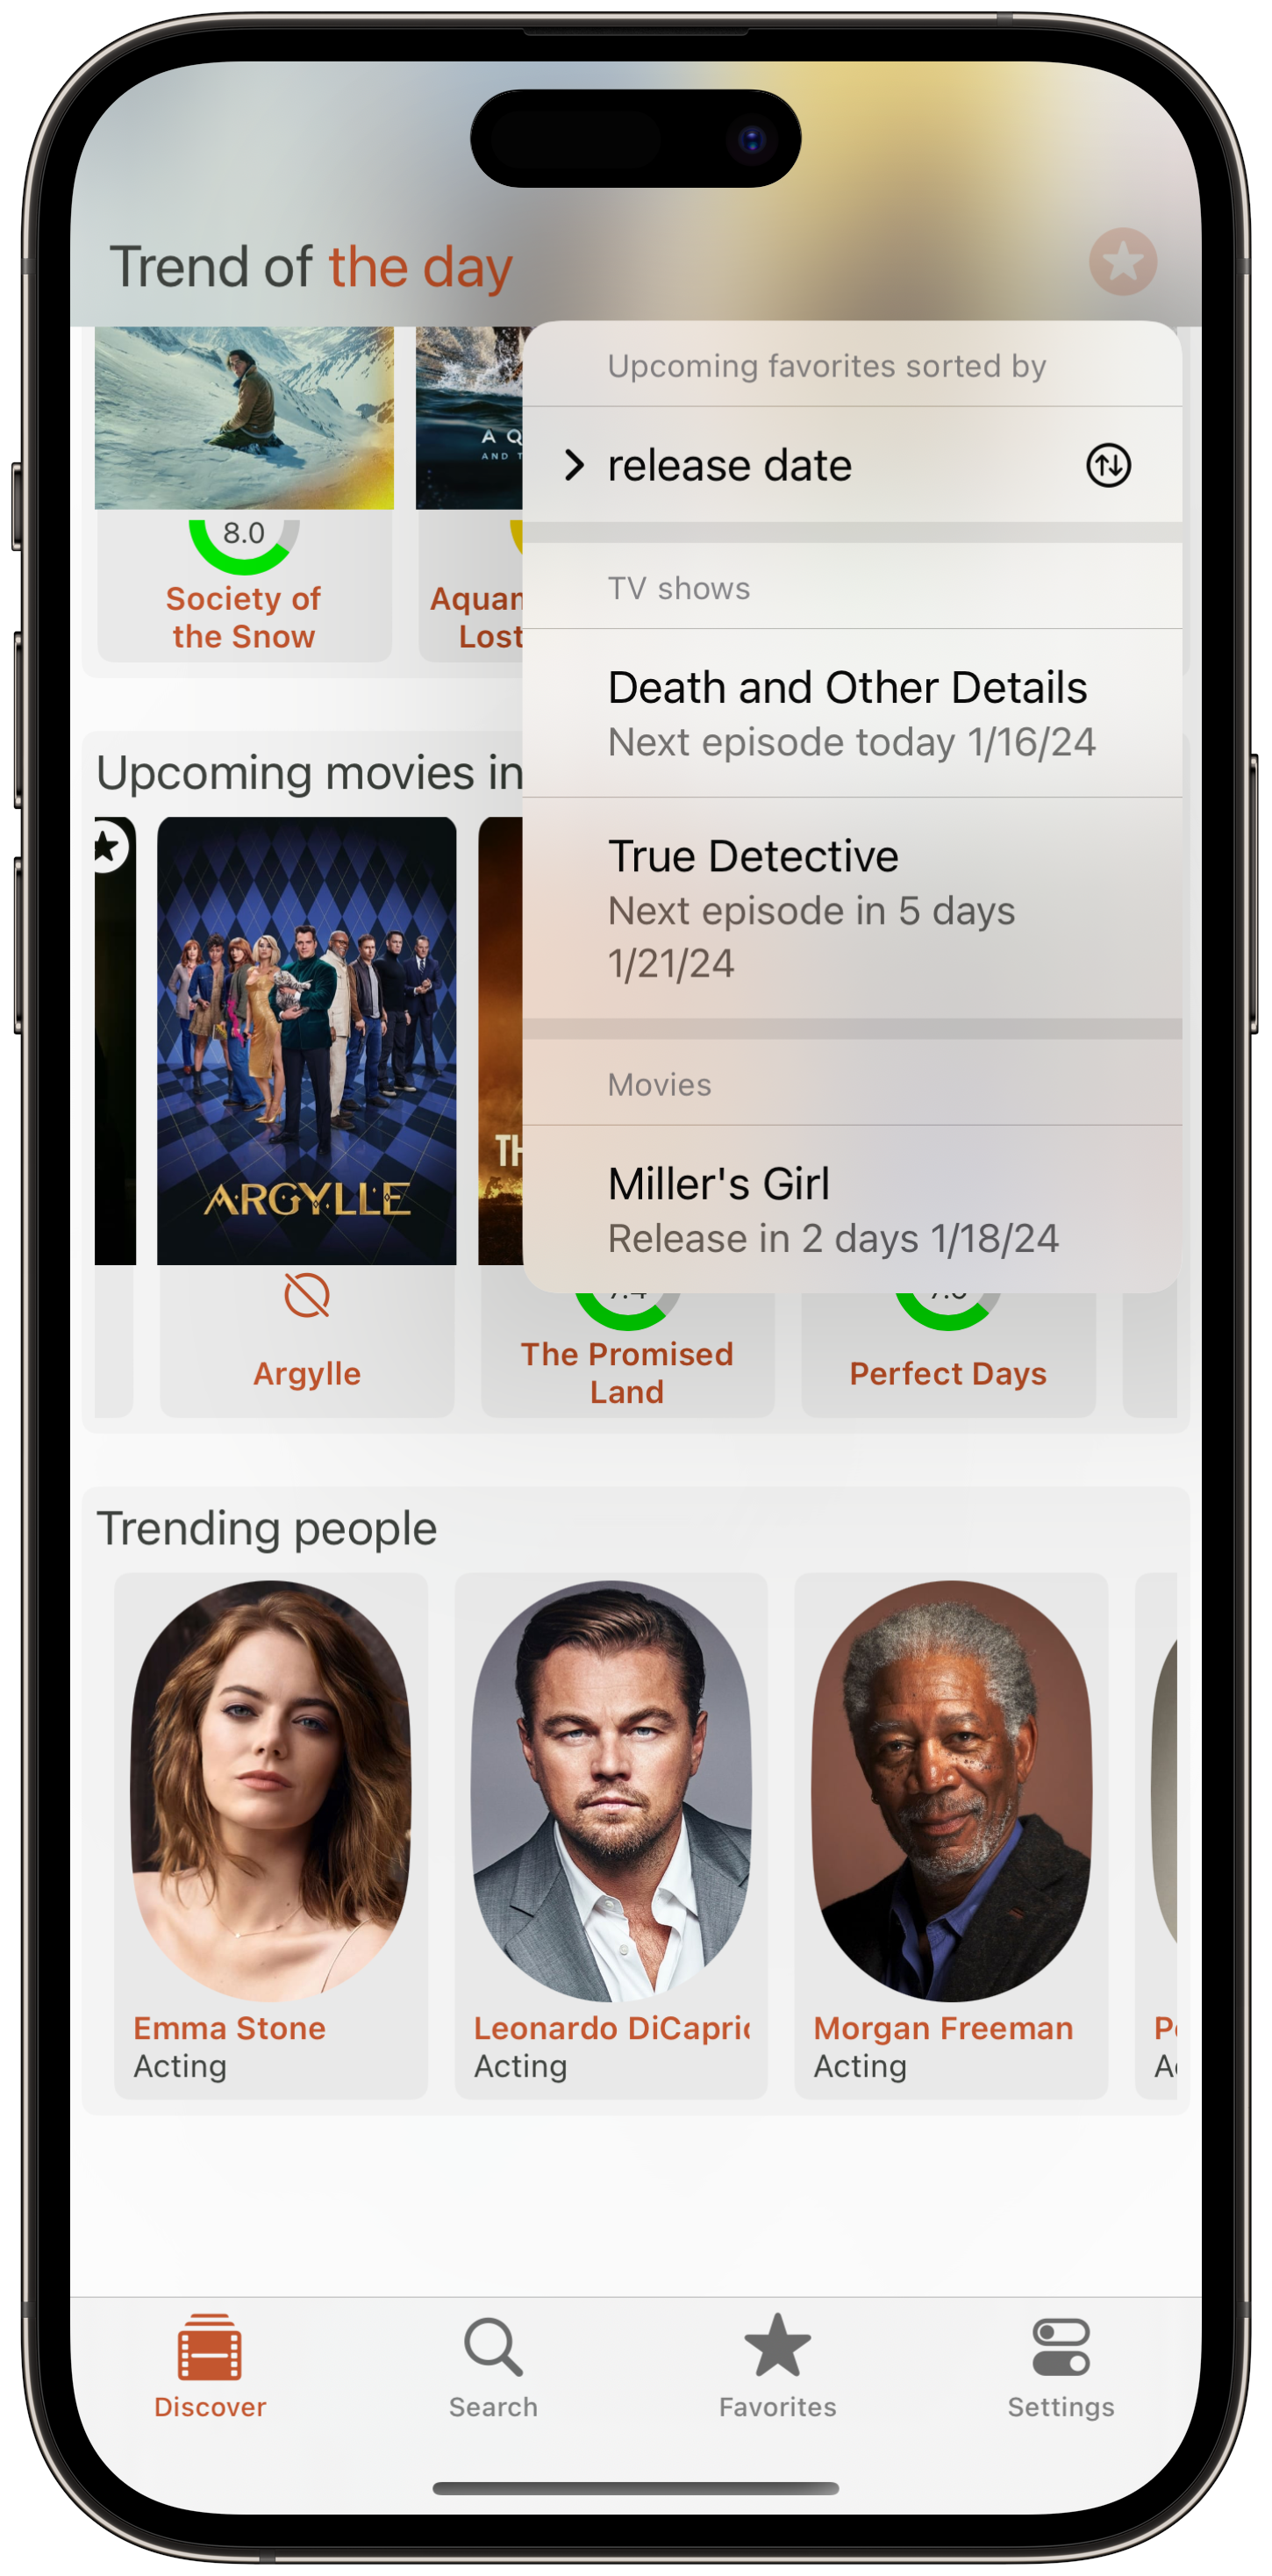 Trend of the day
Upcoming favorites sorted by
release date
TV shows
Death and Other Details
Next episode today 1/16/24
True Detective
Next episode in 5 days
1/21/24
Movies
Miller's Girl
Release in 2 days 1/18/24
8.0
Society of
the Snow
Lost
Upcoming movies in
ARGYLLE
Argylle
The Promised
Land
Perfect Days
Trending people
Emma Stone
Acting
Leonardo DiCapric
Acting
Morgan Freeman
Acting
Discover
Search
Favorites
Settings